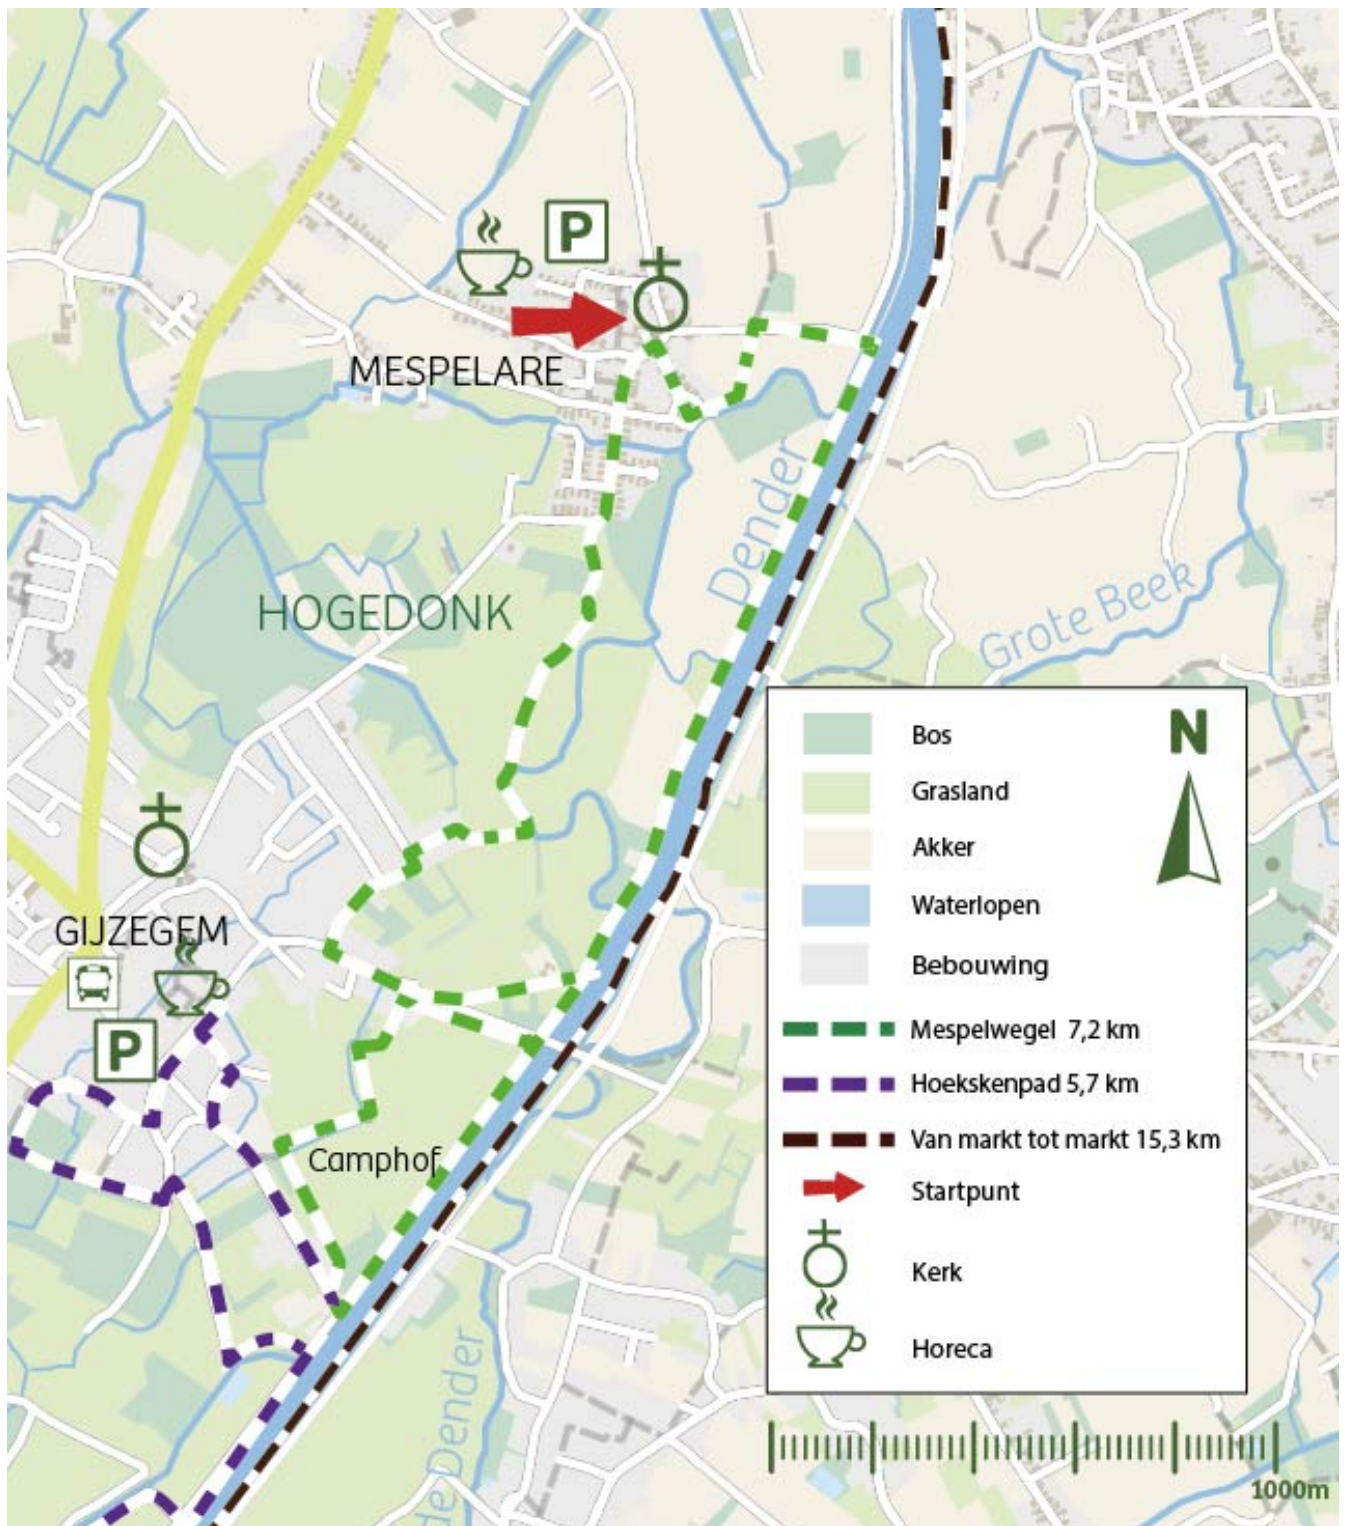 P
MESPELARE
Dender
HOGEDONK
Grote Beek
GIJZEGEM
P
Camphof
de Dender
N
Bos
Grasland
Akker
Waterlopen
Bebouwing
Mespelwegel 7,2 km
Hoekskenpad 5,7 km
Van markt tot markt 15,3 km
Startpunt
Kerk
Horeca
1000m